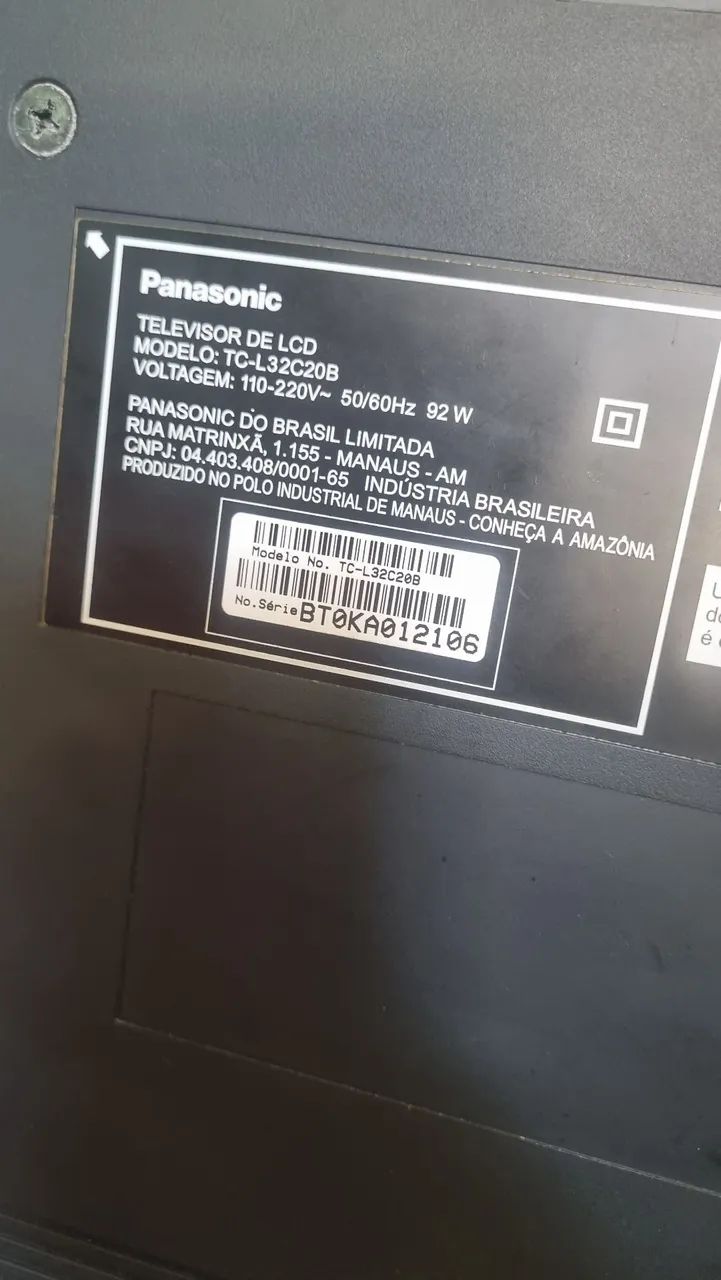 Panasonic
TELEVISOR DE LCD
MODELO: TC-L32C20B
VOLTAGEM: 110-220V~ 50/60Hz 92 W
PANASONIC DO BRASIL LIMITADA
RUA MATRINXÃ, 1.155 - MANAUS - AM
CNPJ: 04.403.408/0001-65 INDÚSTRIA BRASILEIRA
PRODUZIDO NO POLO INDUSTRIAL DE MANAUS - CONHEÇA A AMAZÔNIA
Modelo No. TC-L32C20B
No.Série BT0KA012106
é